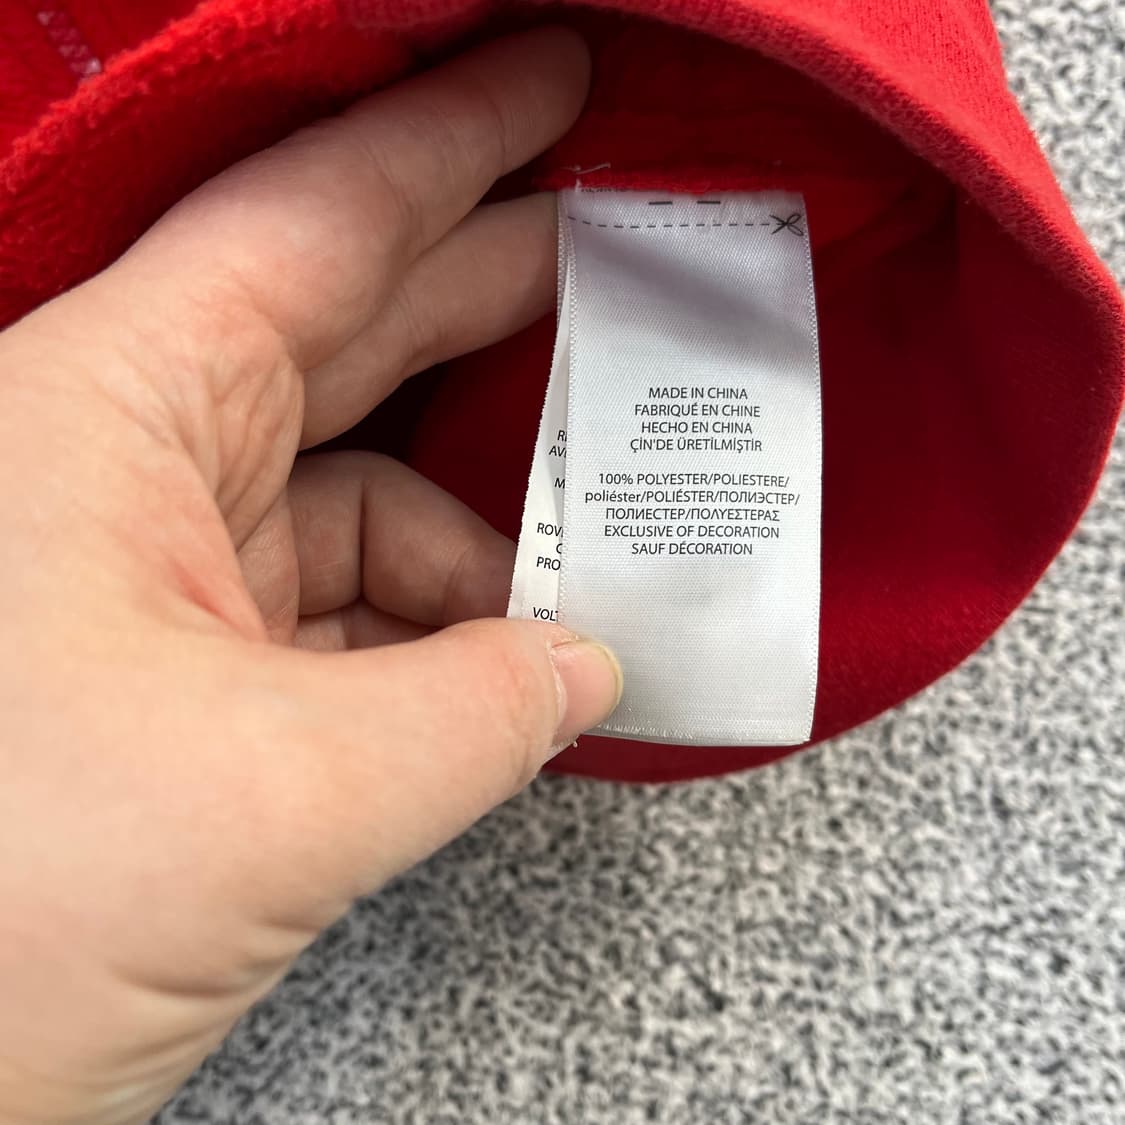 MADE IN CHINA
FABRIQUÉ EN CHINE
HECHO EN CHINA
ÇİN'DE ÜRETİLMİŞTİR
100% POLYESTER/POLIESTERE/
poliéster/POLIÉSTER/ПОЛИЭСТЕР/
ПОЛИЕСТЕР/ΠΟΛΥΕΣΤΕΡΑΣ
EXCLUSIVE OF DECORATION
SAUF DÉCORATION